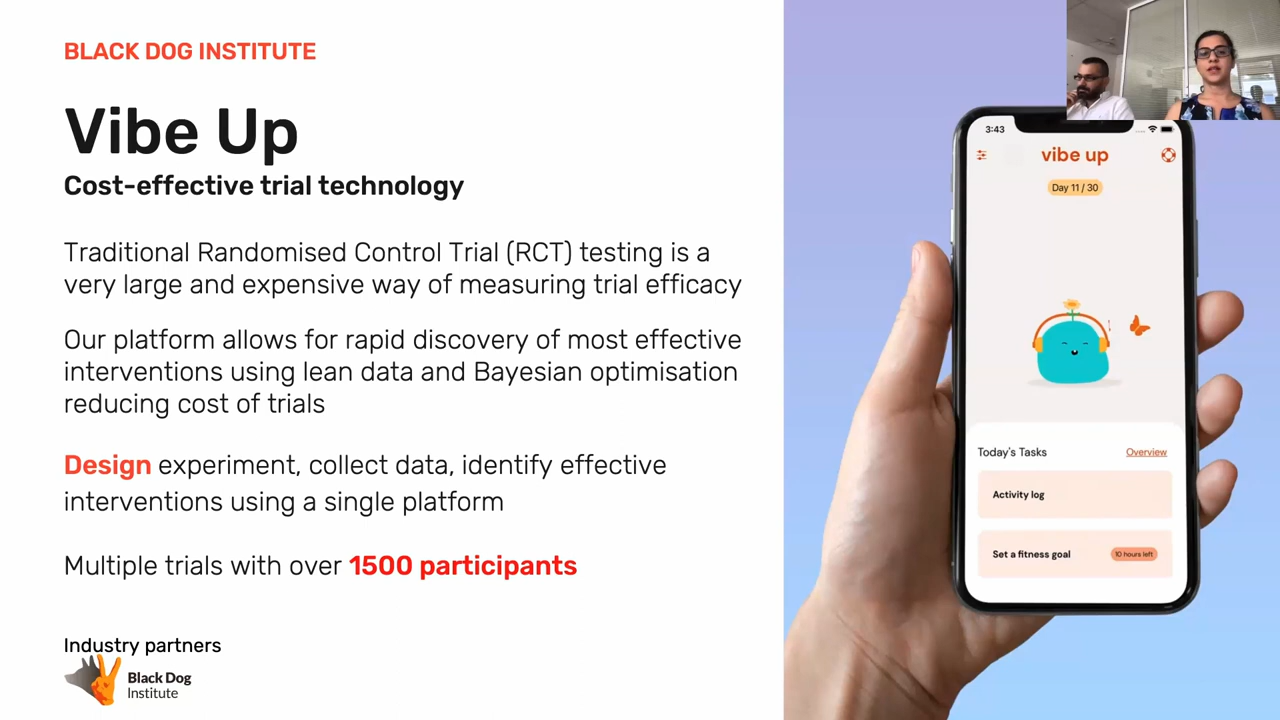 BLACK DOG INSTITUTE
Vibe Up
Cost-effective trial technology
Traditional Randomised Control Trial (RCT) testing is a
very large and expensive way of measuring trial efficacy
Our platform allows for rapid discovery of most effective
interventions using lean data and Bayesian optimisation
reducing cost of trials
Design experiment, collect data, identify effective
interventions using a single platform
Multiple trials with over 1500 participants
Industry partners
Black Dog
Institute
3:43
vibe up
Day 11 / 30
Today's Tasks
Overview
Activity log
Set a fitness goal
10 hours left